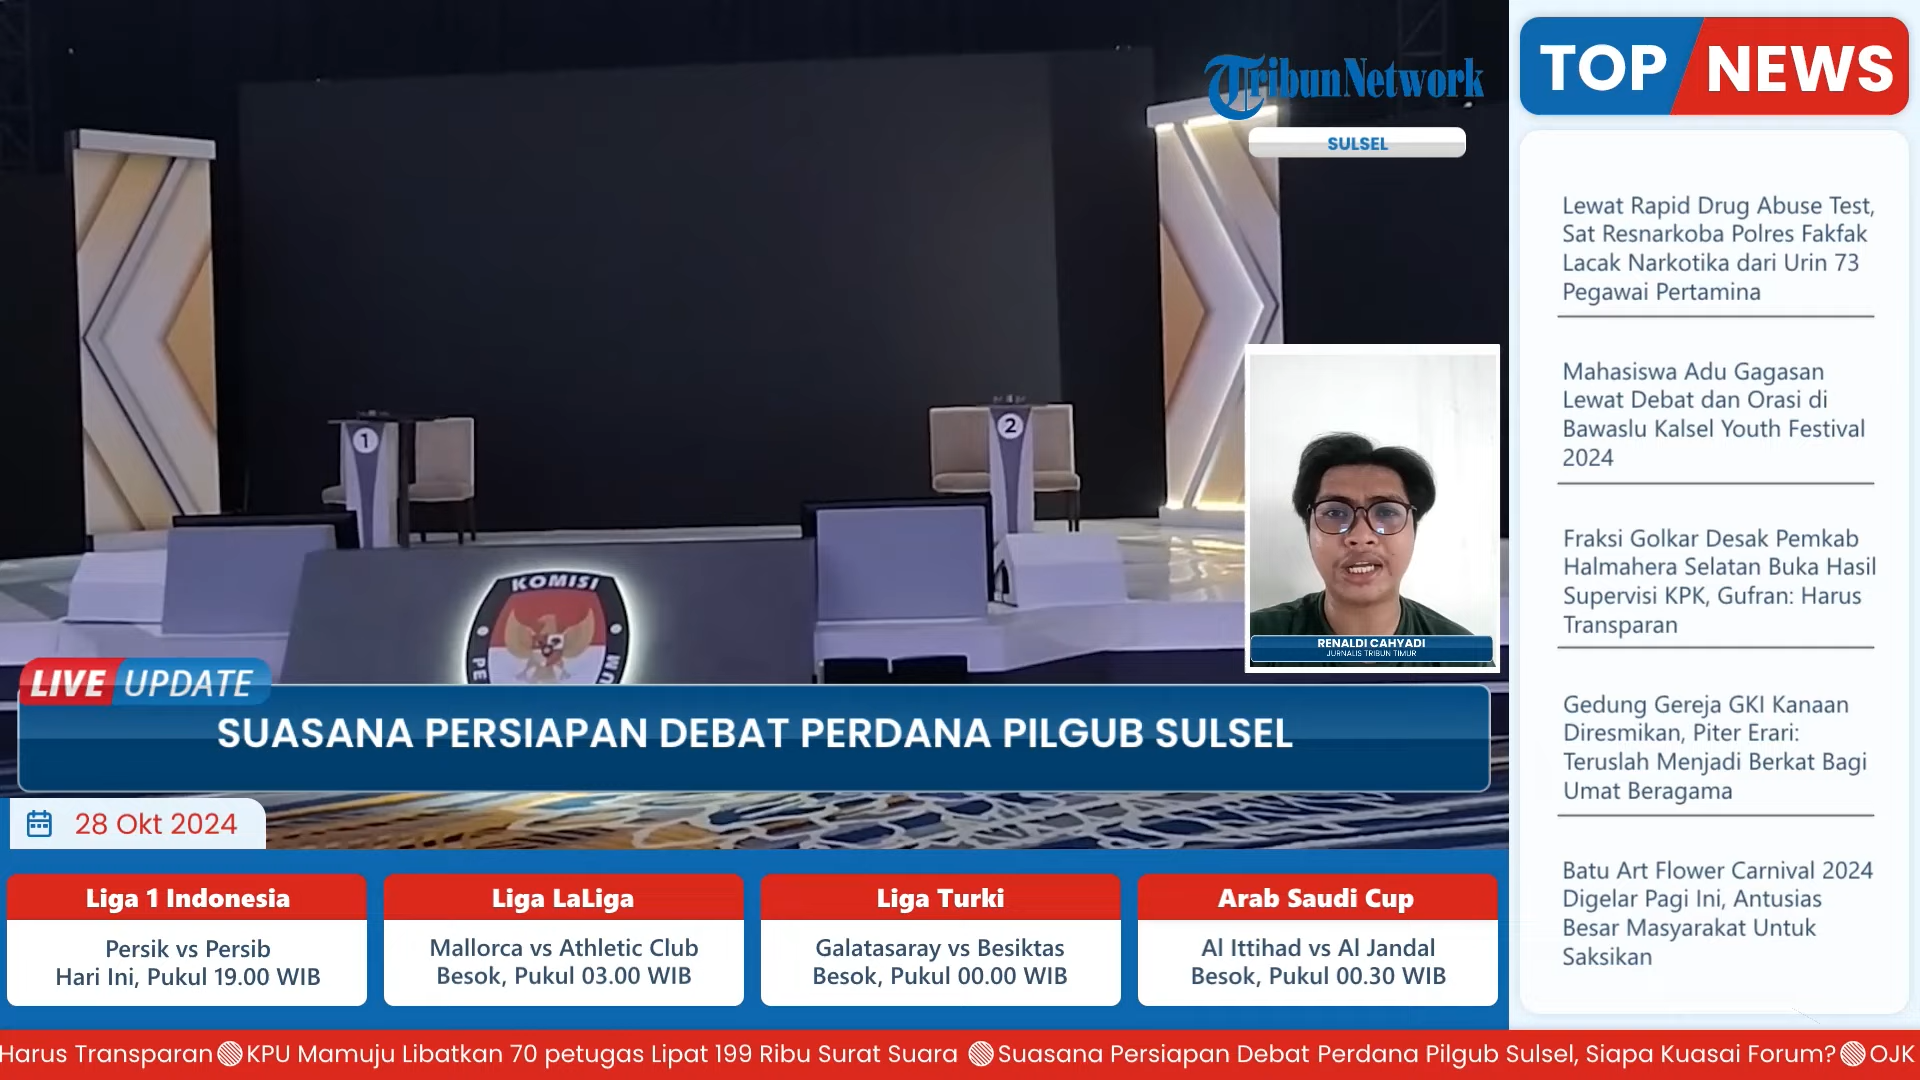 TribunNetwork
SULSEL
1
2
KOMISI
PE
UM
RENALDI CAHYADI
JURNALIS TRIBUN TIMUR
LIVE UPDATE
SUASANA PERSIAPAN DEBAT PERDANA PILGUB SULSEL
28 Okt 2024
Liga 1 Indonesia
Persik vs Persib
Hari Ini, Pukul 19.00 WIB
Liga LaLiga
Mallorca vs Athletic Club
Besok, Pukul 03.00 WIB
Liga Turki
Galatasaray vs Besiktas
Besok, Pukul 00.00 WIB
Arab Saudi Cup
Al Ittihad vs Al Jandal
Besok, Pukul 00.30 WIB
TOP NEWS
Lewat Rapid Drug Abuse Test,
Sat Resnarkoba Polres Fakfak
Lacak Narkotika dari Urin 73
Pegawai Pertamina
Mahasiswa Adu Gagasan
Lewat Debat dan Orasi di
Bawaslu Kalsel Youth Festival
2024
Fraksi Golkar Desak Pemkab
Halmahera Selatan Buka Hasil
Supervisi KPK, Gufran: Harus
Transparan
Gedung Gereja GKI Kanaan
Diresmikan, Piter Erari:
Teruslah Menjadi Berkat Bagi
Umat Beragama
Batu Art Flower Carnival 2024
Digelar Pagi Ini, Antusias
Besar Masyarakat Untuk
Saksikan
Harus Transparan KPU Mamuju Libatkan 70 petugas Lipat 199 Ribu Surat Suara Suasana Persiapan Debat Perdana Pilgub Sulsel, Siapa Kuasai Forum? OJK